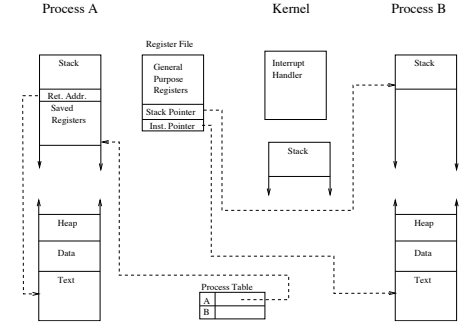 Process A
Kernel
Process B
Register File
Stack
Ret. Addr.
Saved
Registers
General
Purpose
Registers
Stack Pointer
Inst. Pointer
Interrupt
Handler
Stack
Stack
Heap
Data
Text
Process Table
A
B
Heap
Data
Text